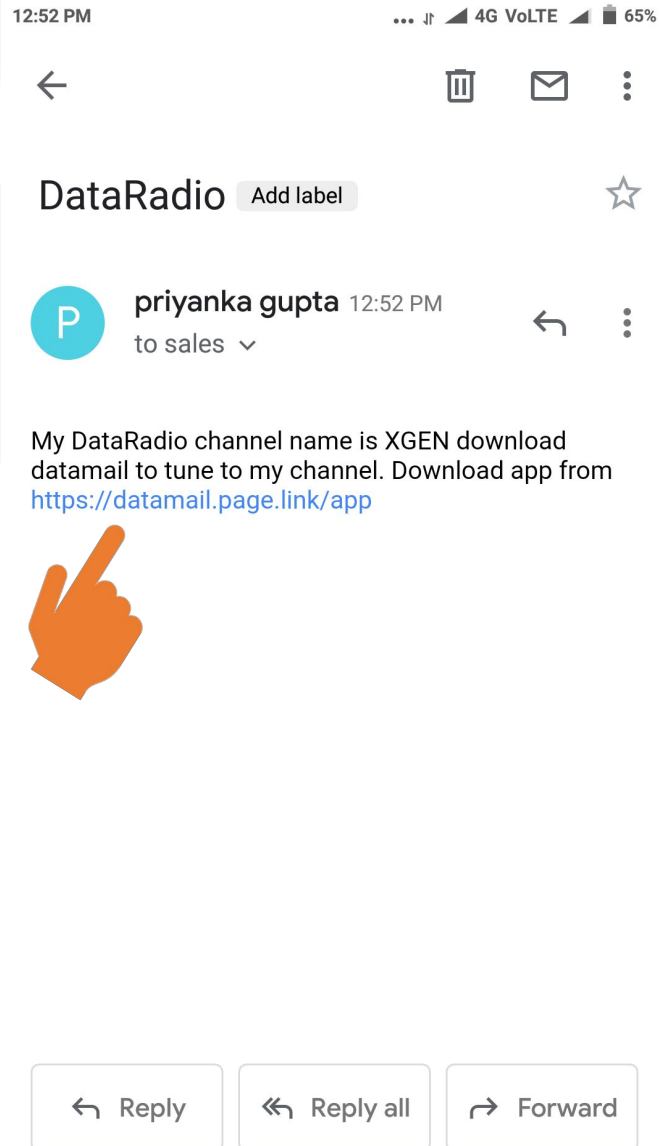 12:52 PM 4G VoLTE 65%
DataRadio Add label
P priyanka gupta 12:52 PM
to sales
My DataRadio channel name is XGEN download
datamail to tune to my channel. Download app from
https://datamail.page.link/app
Reply Reply all Forward